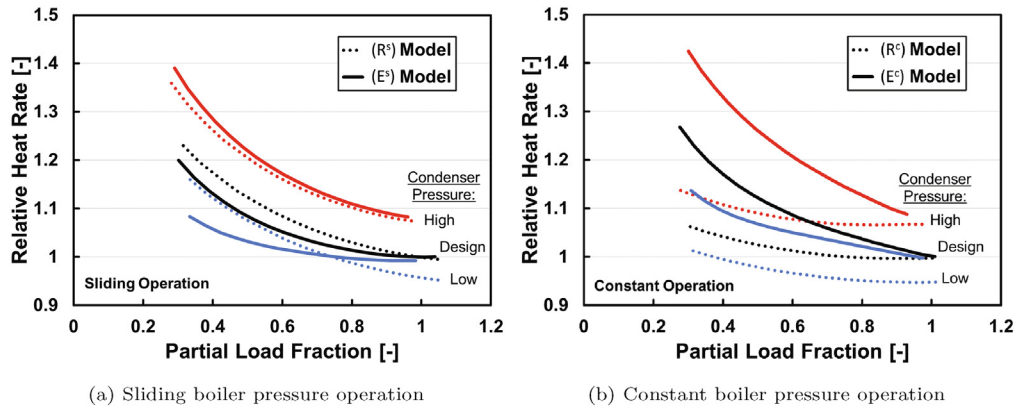 Relative Heat Rate [-]
1.5
1.4
1.3
1.2
1.1
1
0.9
(Rˢ) Model
(Eˢ) Model
Condenser
Pressure:
High
Design
Low
Sliding Operation
0
0.2
0.4
0.6
0.8
1
1.2
Partial Load Fraction [-]
(a) Sliding boiler pressure operation
Relative Heat Rate [-]
1.5
1.4
1.3
1.2
1.1
1
0.9
(Rᶜ) Model
(Eᶜ) Model
Condenser
Pressure:
High
Design
Low
Constant Operation
0
0.2
0.4
0.6
0.8
1
1.2
Partial Load Fraction [-]
(b) Constant boiler pressure operation